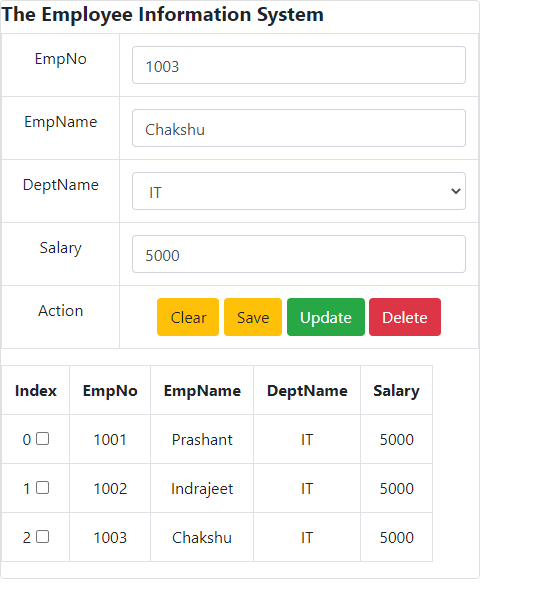 The Employee Information System
EmpNo 1003
EmpName Chakshu
DeptName IT
Salary 5000
Action Clear Save Update Delete
Index EmpNo EmpName DeptName Salary
0 1001 Prashant IT 5000
1 1002 Indrajeet IT 5000
2 1003 Chakshu IT 5000